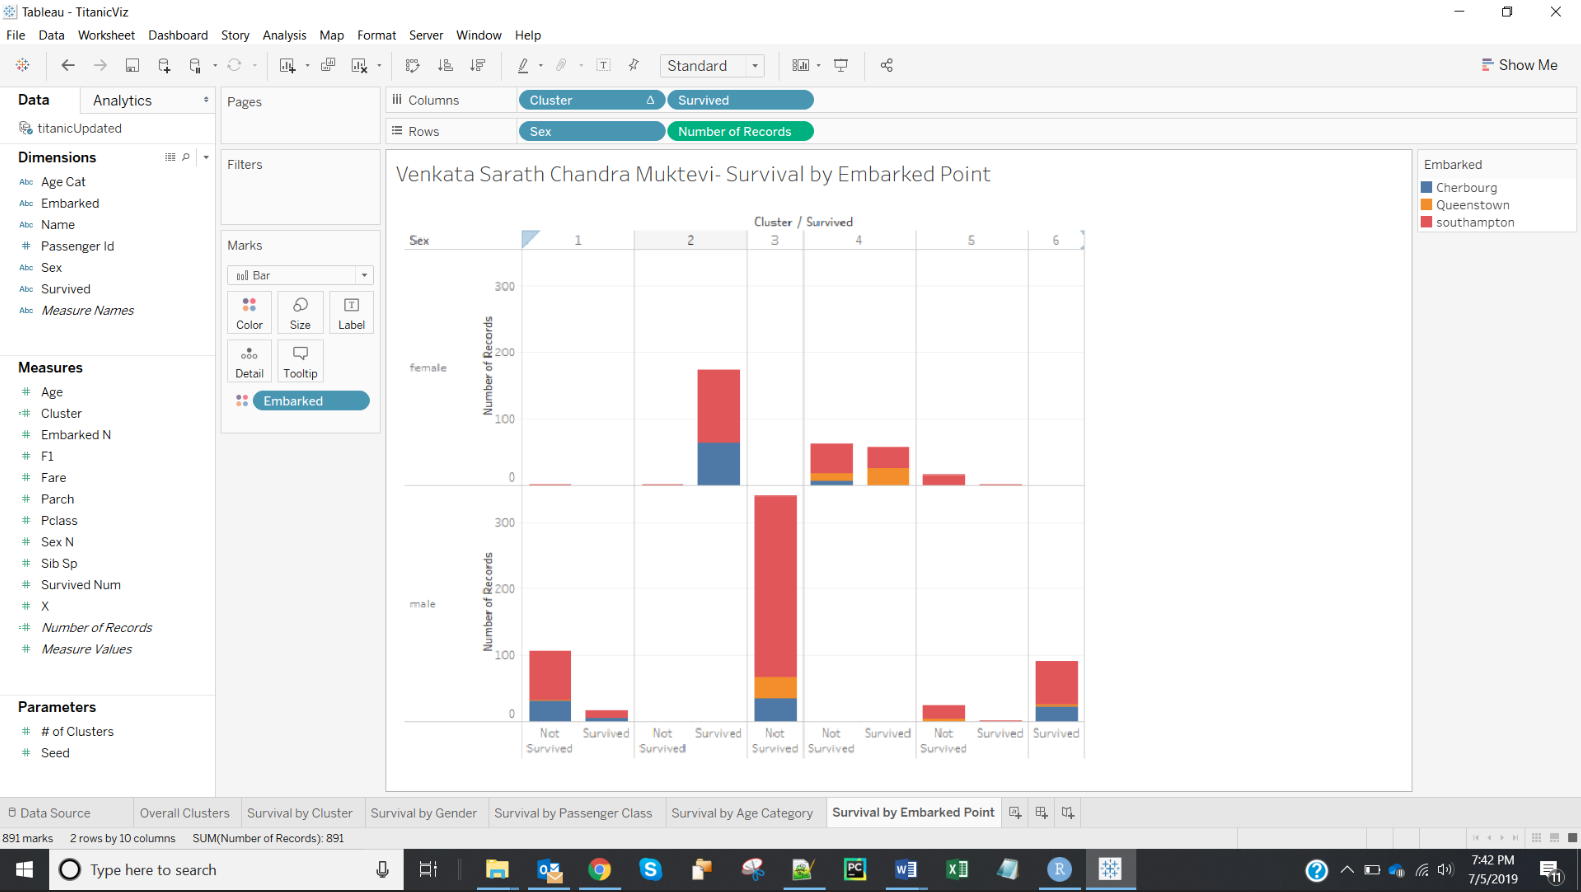 Tableau - TitanicViz
File Data Worksheet Dashboard Story Analysis Map Format Server Window Help
Standard
Show Me
Data Analytics
titanicUpdated
Dimensions
Abc Age Cat
Abc Embarked
Abc Name
# Passenger Id
Abc Sex
Abc Survived
Abc Measure Names
Measures
# Age
# Cluster
# Embarked N
# F1
# Fare
# Parch
# Pclass
# Sex N
# Sib Sp
# Survived Num
# X
# Number of Records
# Measure Values
Parameters
# # of Clusters
# Seed
Pages
Filters
Marks
Bar
Color Size Label
Detail Tooltip
Embarked
Columns Cluster Δ Survived
Rows Sex Number of Records
Venkata Sarath Chandra Muktevi- Survival by Embarked Point
Cluster / Survived
Sex 1 2 3 4 5 6
female
Number of Records
300
200
100
0
male
Number of Records
300
200
100
0
Not Survived Survived Not Survived Survived Not Survived Not Survived Survived Not Survived Survived Survived
Embarked
Cherbourg
Queenstown
southampton
Data Source Overall Clusters Survival by Cluster Survival by Gender Survival by Passenger Class Survival by Age Category Survival by Embarked Point
891 marks 2 rows by 10 columns SUM(Number of Records): 891
Type here to search
7:42 PM
7/5/2019
11